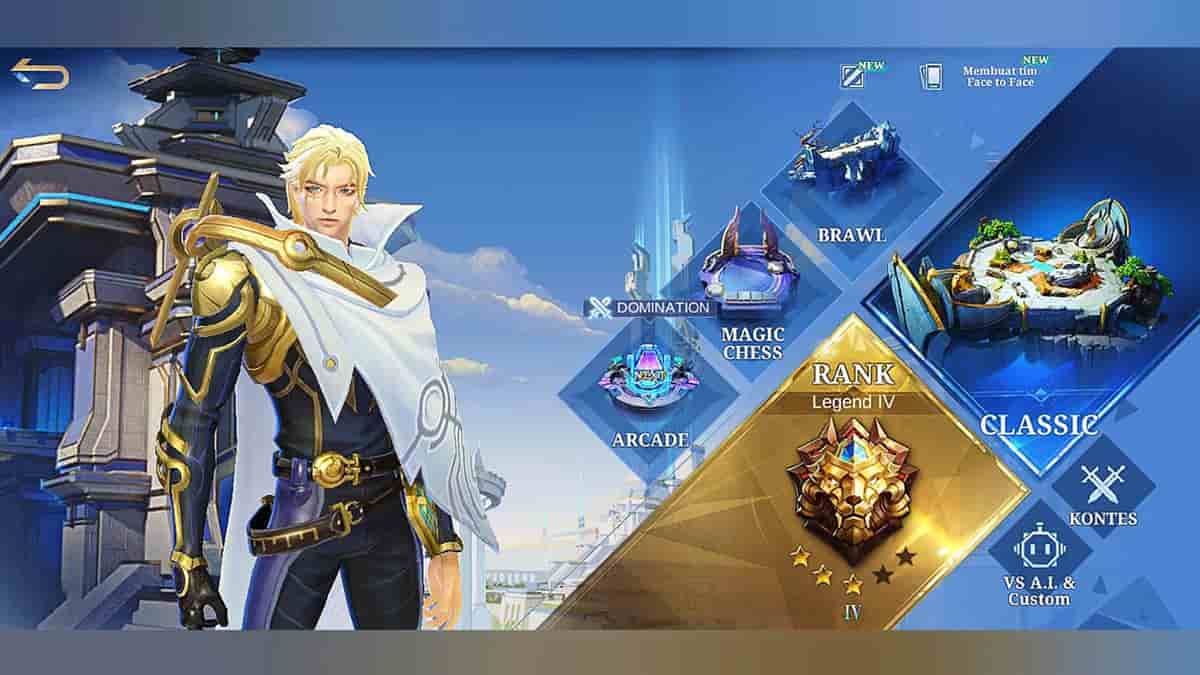 NEW
NEW
Membuat tim
Face to Face
BRAWL
DOMINATION
MAGIC
CHESS
RANK
Legend IV
ARCADE
CLASSIC
KONTES
VS A.I. &
Custom
IV